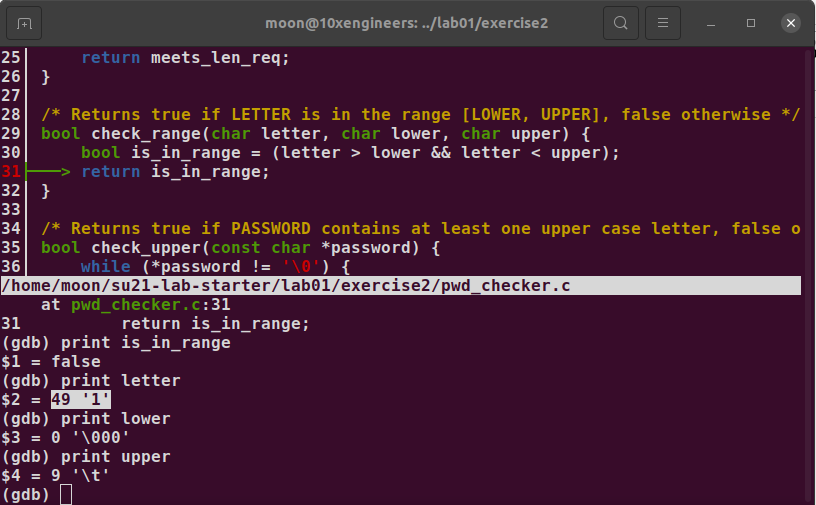 moon@10xengineers: ../lab01/exercise2
25 return meets_len_req;
26 }
27
28 /* Returns true if LETTER is in the range [LOWER, UPPER], false otherwise */
29 bool check_range(char letter, char lower, char upper) {
30 bool is_in_range = (letter > lower && letter < upper);
31 ───> return is_in_range;
32 }
33
34 /* Returns true if PASSWORD contains at least one upper case letter, false o
35 bool check_upper(const char *password) {
36 while (*password != '\0') {
/home/moon/su21-lab-starter/lab01/exercise2/pwd_checker.c
at pwd_checker.c:31
31 return is_in_range;
(gdb) print is_in_range
$1 = false
(gdb) print letter
$2 = 49 '1'
(gdb) print lower
$3 = 0 '\000'
(gdb) print upper
$4 = 9 '\t'
(gdb)